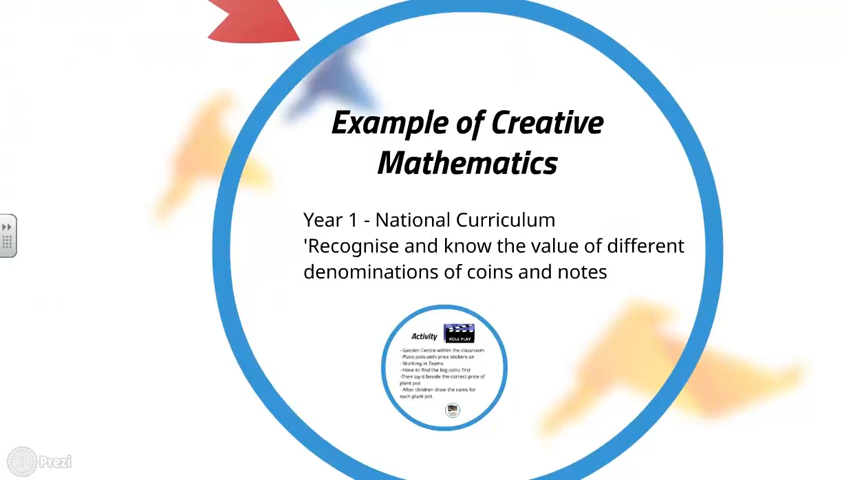 Example of Creative
Mathematics
Year 1 - National Curriculum
'Recognise and know the value of different
denominations of coins and notes
Activity
ROLE PLAY
- Garden Centre within the classroom
- Plant pots with price stickers on
- Working in Teams
- Have to find the big coins first
-Then lay it beside the correct price of
plant pot
- After children draw the coins for
each plant pot.
Prezi